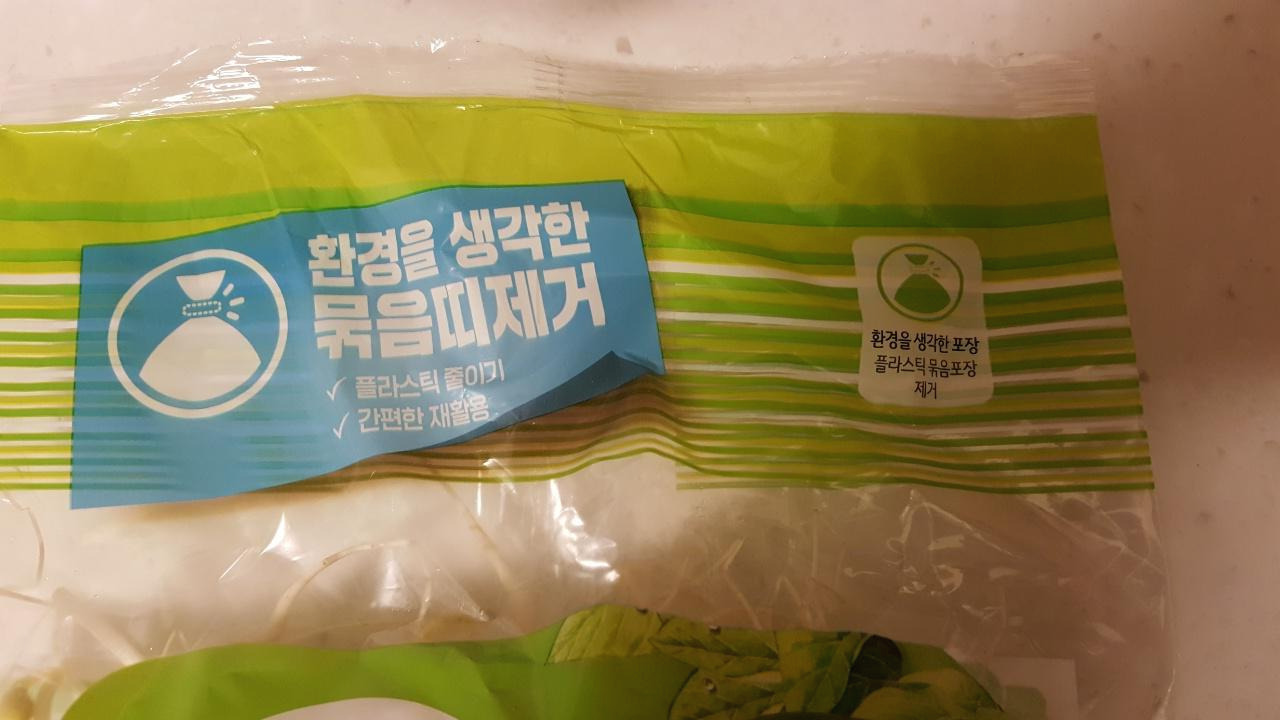 환경을 생각한
묶음띠제거
✓ 플라스틱 줄이기
✓ 간편한 재활용
환경을 생각한 포장
플라스틱 묶음포장
제거